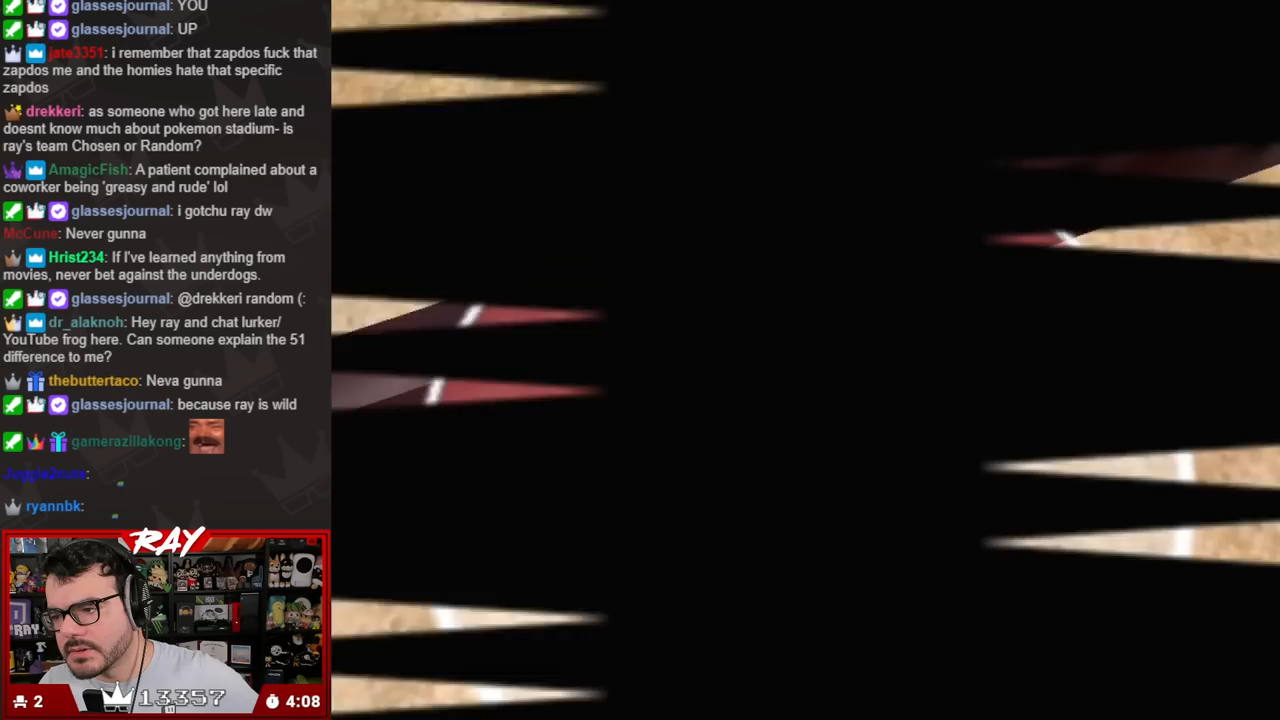 glassesjournal: YOU
glassesjournal: UP
jate3351: i remember that zapdos fuck that
zapdos me and the homies hate that specific
zapdos
drekkeri: as someone who got here late and
doesnt know much about pokemon stadium- is
ray's team Chosen or Random?
AmagicFish: A patient complained about a
coworker being 'greasy and rude' lol
glassesjournal: i gotchu ray dw
McCune: Never gunna
Hrist234: If I've learned anything from
movies, never bet against the underdogs.
glassesjournal: @drekkeri random (:
dr_alaknoh: Hey ray and chat lurker/
YouTube frog here. Can someone explain the 51
difference to me?
thebuttertaco: Neva gunna
glassesjournal: because ray is wild
gamerazillakong:
Juggle2nuts:
ryannbk:
RAY
2
13357
4:08